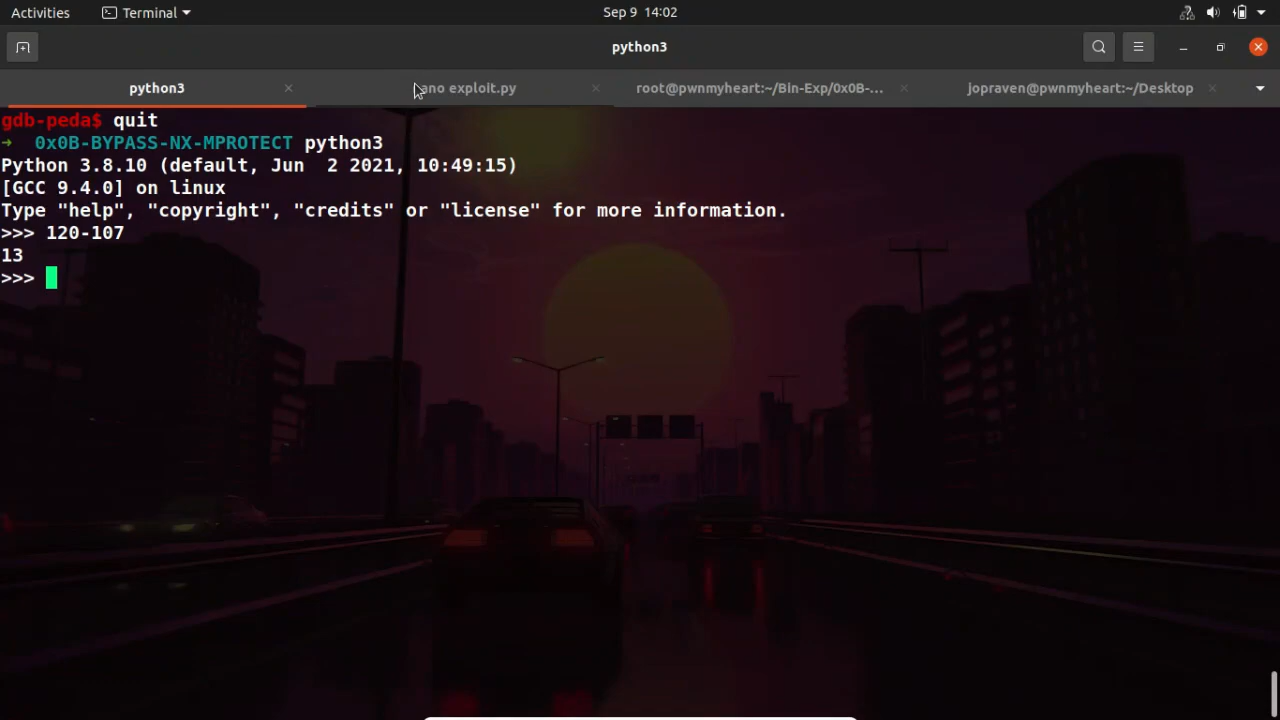 Activities Terminal Sep 9 14:02
python3
python3 ano exploit.py root@pwnmyheart:~/Bin-Exp/0x0B-... jopraven@pwnmyheart:~/Desktop
gdb-peda$ quit
→ 0x0B-BYPASS-NX-MPROTECT python3
Python 3.8.10 (default, Jun  2 2021, 10:49:15)
[GCC 9.4.0] on linux
Type "help", "copyright", "credits" or "license" for more information.
>>> 120-107
13
>>>